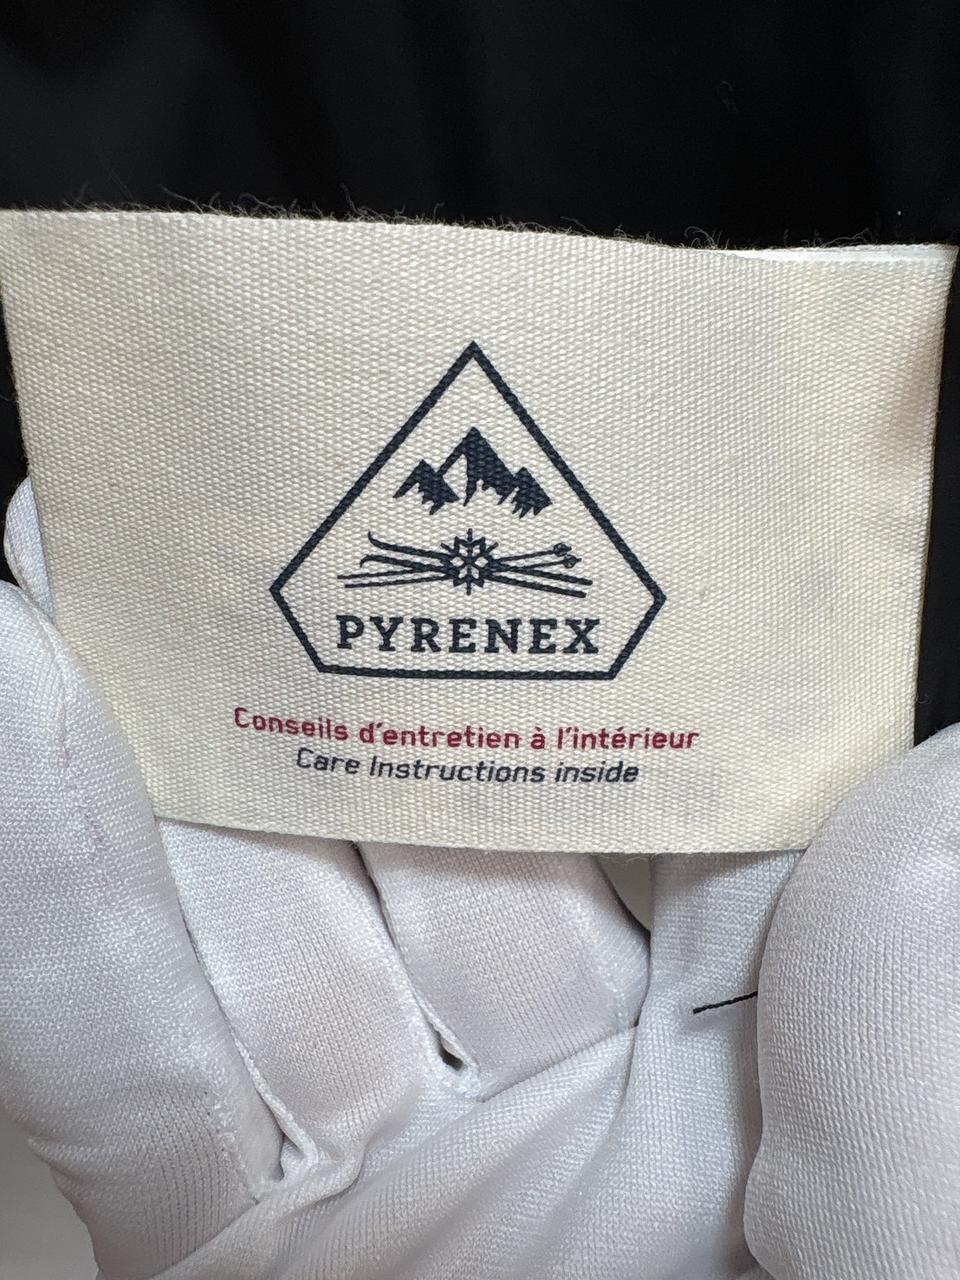 PYRENEX
Conseils d'entretien à l'intérieur
Care Instructions inside